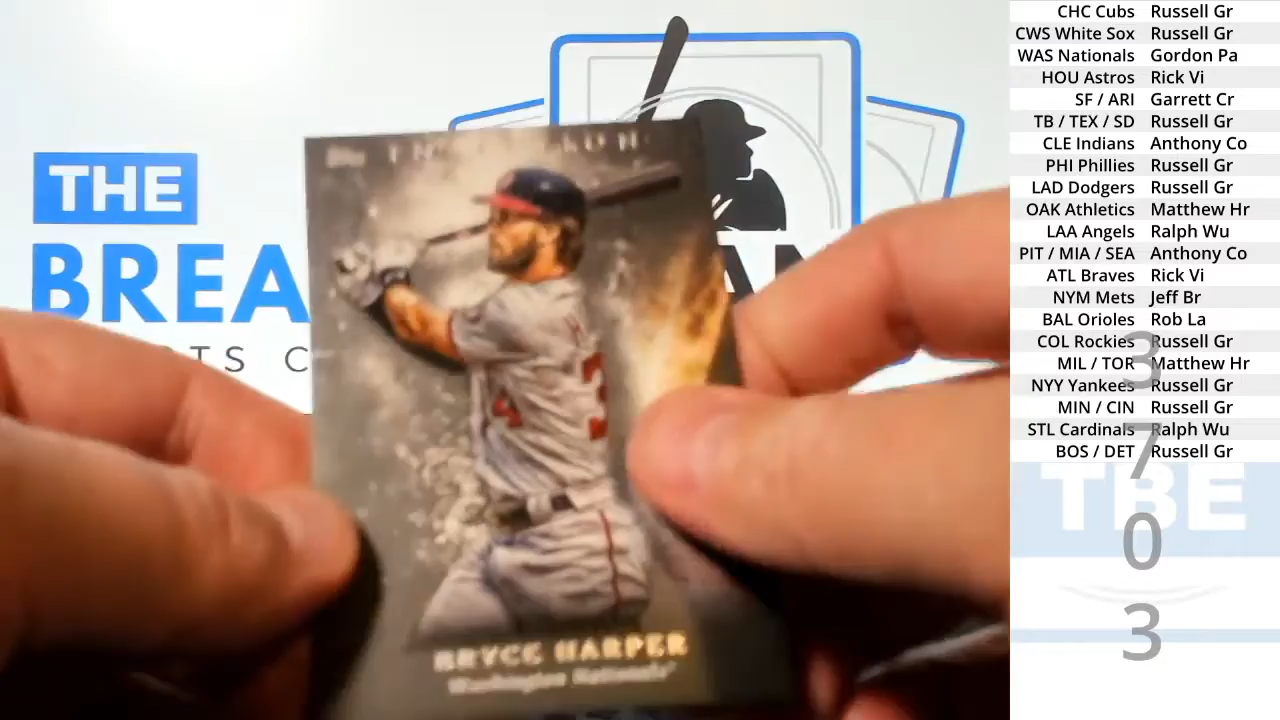 THE
BREA
AN
RTS C
BRYCE HARPER
Washington Nationals
34
CHC Cubs Russell Gr
CWS White Sox Russell Gr
WAS Nationals Gordon Pa
HOU Astros Rick Vi
SF / ARI Garrett Cr
TB / TEX / SD Russell Gr
CLE Indians Anthony Co
PHI Phillies Russell Gr
LAD Dodgers Russell Gr
OAK Athletics Matthew Hr
LAA Angels Ralph Wu
PIT / MIA / SEA Anthony Co
ATL Braves Rick Vi
NYM Mets Jeff Br
BAL Orioles Rob La
COL Rockies Russell Gr
MIL / TOR Matthew Hr
NYY Yankees Russell Gr
MIN / CIN Russell Gr
STL Cardinals Ralph Wu
BOS / DET Russell Gr
TBE
3
7
0
3